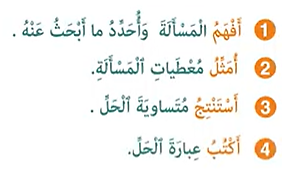 1 أَفْهَمُ الْمَسْأَلَةَ وَأُحَدِّدُ ما أَبْحَثُ عَنْهُ .
2 أُمَثِّلُ مُعْطَياتِ الْمَسْأَلَةِ.
3 أَسْتَنْتِجُ مُتَساوِيَةَ الْحَلِّ .
4 أَكْتُبُ عِبارَةَ الْحَلِّ.